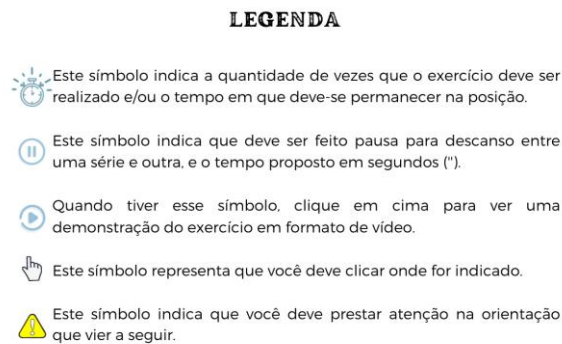 LEGENDA
Este símbolo indica a quantidade de vezes que o exercício deve ser
realizado e/ou o tempo em que deve-se permanecer na posição.
Este símbolo indica que deve ser feito pausa para descanso entre
uma série e outra, e o tempo proposto em segundos (").
Quando tiver esse símbolo, clique em cima para ver uma
demonstração do exercício em formato de vídeo.
Este símbolo representa que você deve clicar onde for indicado.
Este símbolo indica que você deve prestar atenção na orientação
que vier a seguir.